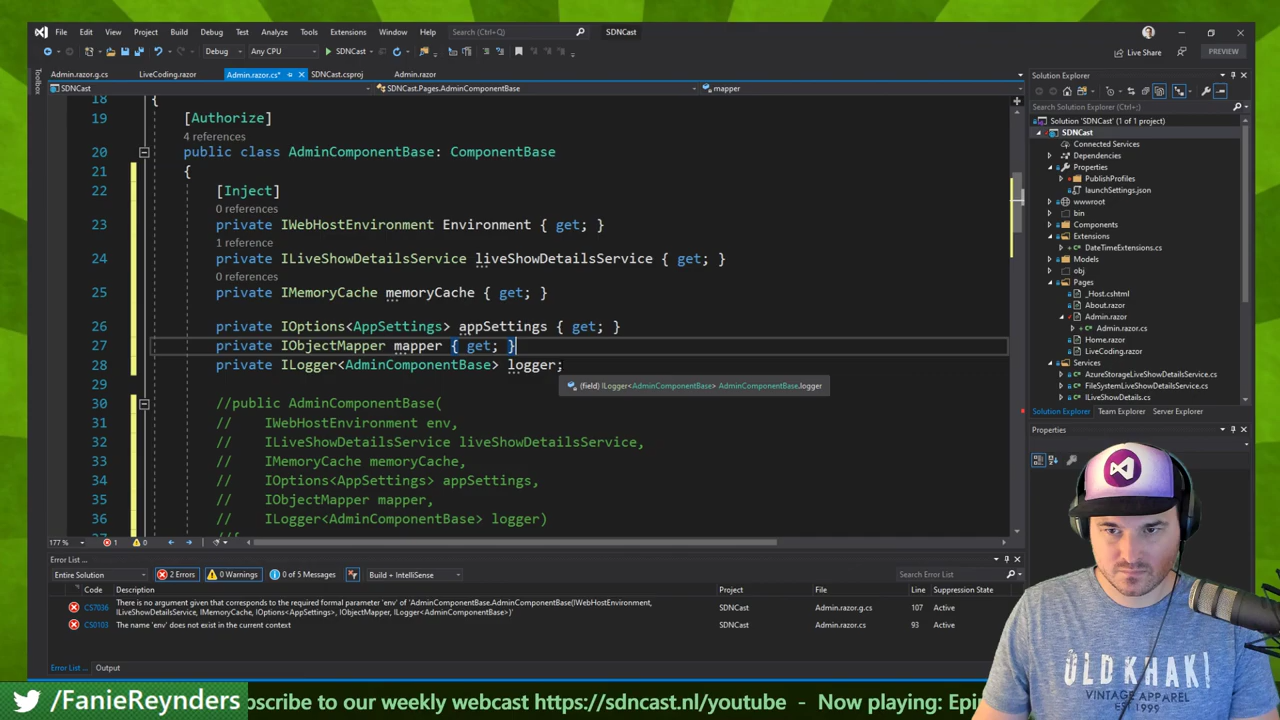 File Edit View Project Build Debug Test Analyze Tools Extensions Window Help Search (Ctrl+Q) SDNCast
Debug Any CPU SDNCast Live Share PREVIEW
Toolbox
Admin.razor.g.cs LiveCoding.razor Admin.razor.cs* SDNCast.csproj Admin.razor
SDNCast SDNCast.Pages.AdminComponentBase mapper
18 {
19 [Authorize]
4 references
20 public class AdminComponentBase: ComponentBase
21 {
22 [Inject]
0 references
23 private IWebHostEnvironment Environment { get; }
1 reference
24 private ILiveShowDetailsService liveShowDetailsService { get; }
0 references
25 private IMemoryCache memoryCache { get; }
26 private IOptions<AppSettings> appSettings { get; }
27 private IObjectMapper mapper { get; }
28 private ILogger<AdminComponentBase> logger;
(field) ILogger<AdminComponentBase> AdminComponentBase.logger
29
30 //public AdminComponentBase(
31 // IWebHostEnvironment env,
32 // ILiveShowDetailsService liveShowDetailsService,
33 // IMemoryCache memoryCache,
34 // IOptions<AppSettings> appSettings,
35 // IObjectMapper mapper,
36 // ILogger<AdminComponentBase> logger)
177 % 1 0
Error List ...
Entire Solution 2 Errors 0 Warnings 0 of 5 Messages Build + IntelliSense Search Error List
Code Description Project File Line Suppression State
CS7036 There is no argument given that corresponds to the required formal parameter 'env' of 'AdminComponentBase.AdminComponentBase(IWebHostEnvironment, SDNCast Admin.razor.g.cs 107 Active
ILiveShowDetailsService, IMemoryCache, IOptions<AppSettings>, IObjectMapper, ILogger<AdminComponentBase>)'
CS0103 The name 'env' does not exist in the current context SDNCast Admin.razor.cs 93 Active
Error List ... Output
Solution Explorer
Search Solution Explorer (Ctrl+;)
Solution 'SDNCast' (1 of 1 project)
SDNCast
Connected Services
Dependencies
Properties
PublishProfiles
launchSettings.json
wwwroot
bin
Components
Extensions
DateTimeExtensions.cs
Models
obj
Pages
_Host.cshtml
About.razor
Admin.razor
Admin.razor.cs
Home.razor
LiveCoding.razor
Services
AzureStorageLiveShowDetailsService.cs
FileSystemLiveShowDetailsService.cs
ILiveShowDetails.cs
Solution Explorer Team Explorer Server Explorer
Properties
OLD KHAKI
VINTAGE APPAREL
EST 1999
/FanieReynders
bscribe to our weekly webcast https://sdncast.nl/youtube - Now playing: Epi